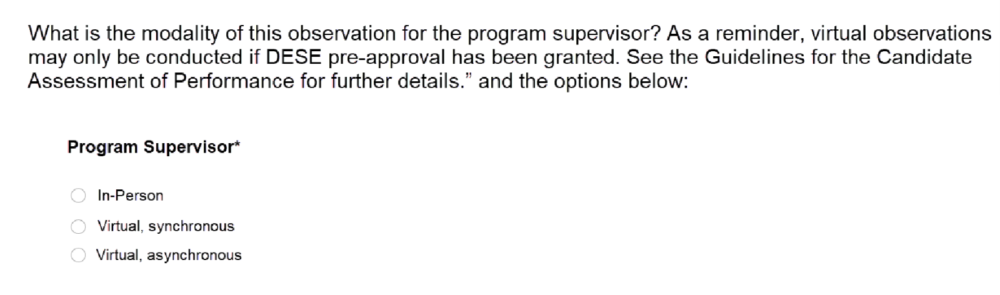 What is the modality of this observation for the program supervisor? As a reminder, virtual observations
may only be conducted if DESE pre-approval has been granted. See the Guidelines for the Candidate
Assessment of Performance for further details.” and the options below:
Program Supervisor*
In-Person
Virtual, synchronous
Virtual, asynchronous